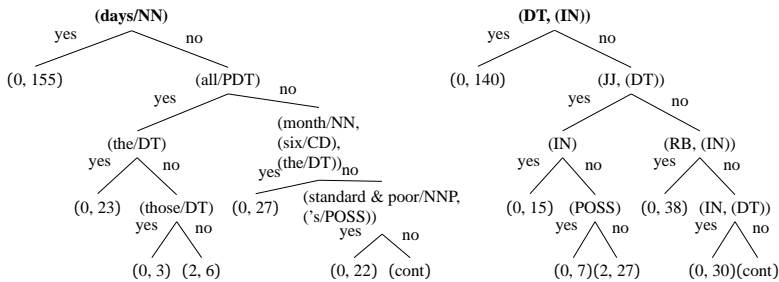 (days/NN) (DT, (IN))
yes no yes no
(0, 155) (all/PDT) (0, 140) (JJ, (DT))
yes no yes no
(the/DT) (month/NN, (IN) (RB, (IN))
(six/CD),
(the/DT))
yes no yes no yes no yes no
(0, 23) (those/DT) (0, 27) (standard & poor/NNP, (0, 15) (POSS) (0, 38) (IN, (DT))
('s/POSS))
yes no yes no yes no yes no
(0, 3) (2, 6) (0, 22) (cont) (0, 7) (2, 27) (0, 30) (cont)